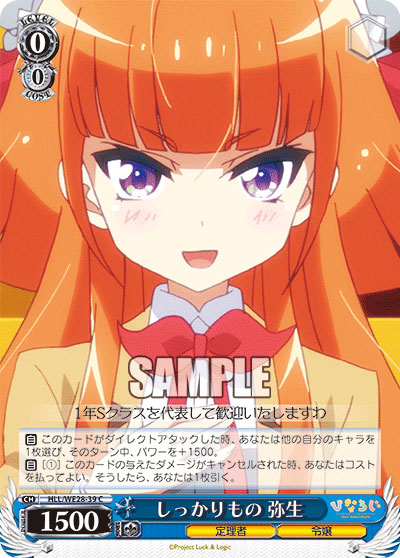 LEVEL
0
0
COST
SAMPLE
1年Sクラスを代表して歓迎いたしますわ
このカードがダイレクトアタックした時、あなたは他の自分のキャラを
1枚選び、そのターン中、パワーを+1500。
【①】 このカードの与えたダメージがキャンセルされた時、あなたはコスト
を払ってよい。そうしたら、あなたは1枚引く。
HLL/WE28-39 C
1500
しっかりもの 弥生
ひなろじ
定理者
令嬢
©Project Luck & Logic